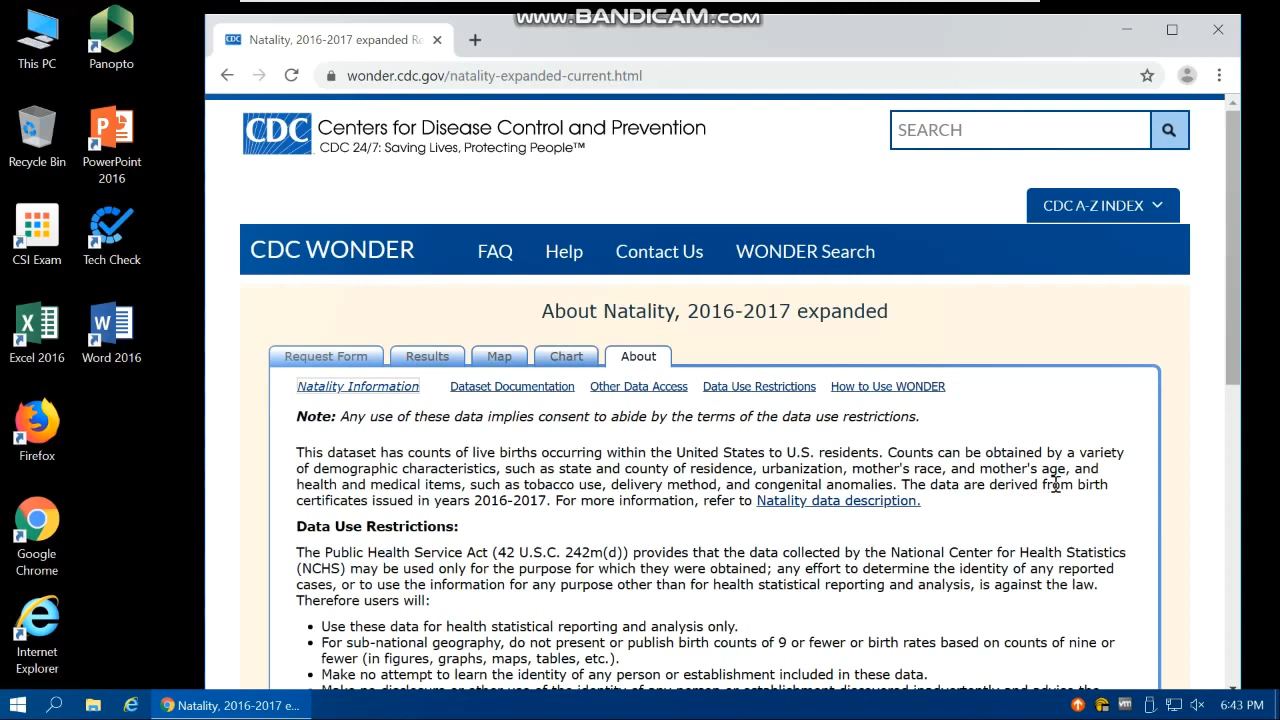 www.BANDICAM.com
This PC
Panopto
Recycle Bin
PowerPoint 2016
CSI Exam
Tech Check
Excel 2016
Word 2016
Firefox
Google Chrome
Internet Explorer
Natality, 2016-2017 expanded Re
wonder.cdc.gov/natality-expanded-current.html
CDC
Centers for Disease Control and Prevention
CDC 24/7: Saving Lives, Protecting People™
SEARCH
CDC A-Z INDEX
CDC WONDER FAQ Help Contact Us WONDER Search
About Natality, 2016-2017 expanded
Request Form Results Map Chart About
Natality Information Dataset Documentation Other Data Access Data Use Restrictions How to Use WONDER
Note: Any use of these data implies consent to abide by the terms of the data use restrictions.
This dataset has counts of live births occurring within the United States to U.S. residents. Counts can be obtained by a variety
of demographic characteristics, such as state and county of residence, urbanization, mother's race, and mother's age, and
health and medical items, such as tobacco use, delivery method, and congenital anomalies. The data are derived from birth
certificates issued in years 2016-2017. For more information, refer to Natality data description.
Data Use Restrictions:
The Public Health Service Act (42 U.S.C. 242m(d)) provides that the data collected by the National Center for Health Statistics
(NCHS) may be used only for the purpose for which they were obtained; any effort to determine the identity of any reported
cases, or to use the information for any purpose other than for health statistical reporting and analysis, is against the law.
Therefore users will:
• Use these data for health statistical reporting and analysis only.
• For sub-national geography, do not present or publish birth counts of 9 or fewer or birth rates based on counts of nine or
fewer (in figures, graphs, maps, tables, etc.).
• Make no attempt to learn the identity of any person or establishment included in these data.
Natality, 2016-2017 e...
6:43 PM